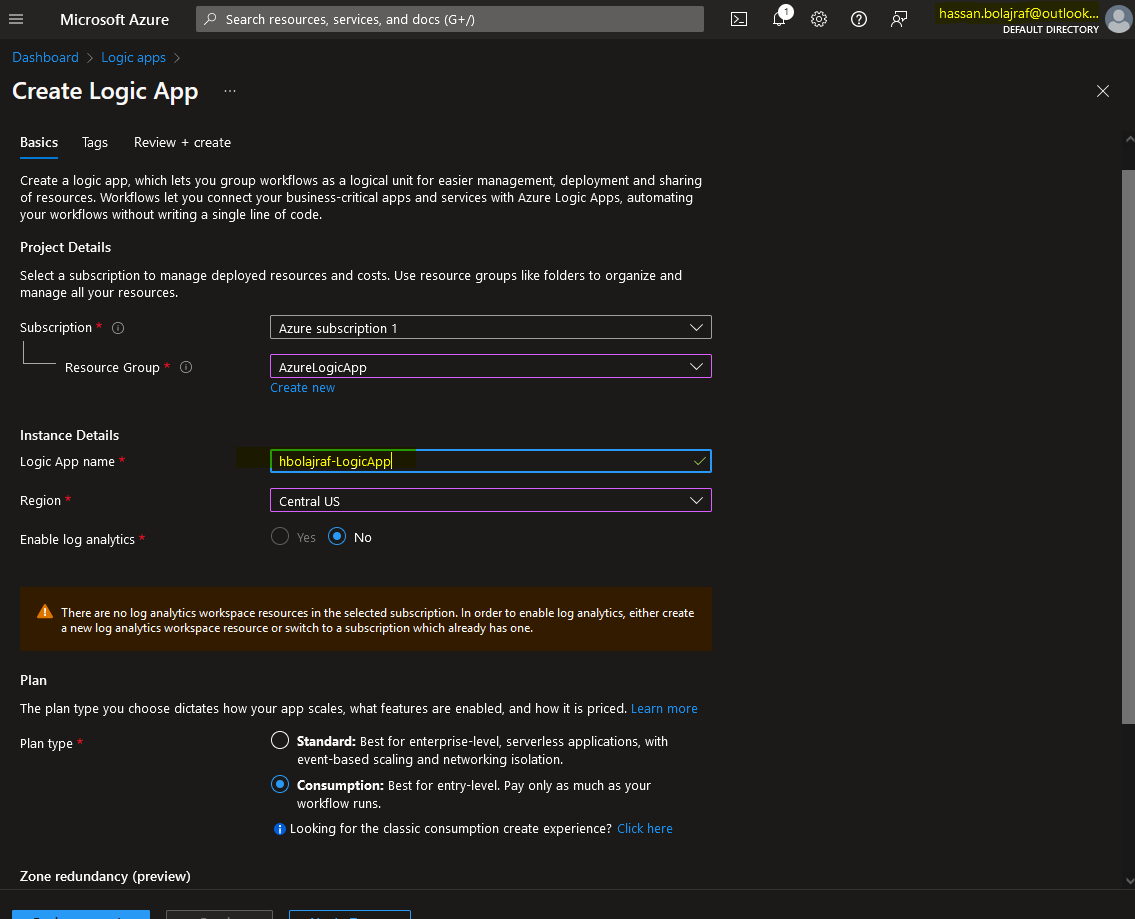 Microsoft Azure
Search resources, services, and docs (G+/)
1
hassan.bolajraf@outlook...
DEFAULT DIRECTORY
Dashboard > Logic apps >
Create Logic App ...
Basics Tags Review + create
Create a logic app, which lets you group workflows as a logical unit for easier management, deployment and sharing
of resources. Workflows let you connect your business-critical apps and services with Azure Logic Apps, automating
your workflows without writing a single line of code.
Project Details
Select a subscription to manage deployed resources and costs. Use resource groups like folders to organize and
manage all your resources.
Subscription * Azure subscription 1
Resource Group * AzureLogicApp
Create new
Instance Details
Logic App name * hbolajraf-LogicApp
Region * Central US
Enable log analytics * Yes No
There are no log analytics workspace resources in the selected subscription. In order to enable log analytics, either create
a new log analytics workspace resource or switch to a subscription which already has one.
Plan
The plan type you choose dictates how your app scales, what features are enabled, and how it is priced. Learn more
Plan type * Standard: Best for enterprise-level, serverless applications, with
event-based scaling and networking isolation.
Consumption: Best for entry-level. Pay only as much as your
workflow runs.
Looking for the classic consumption create experience? Click here
Zone redundancy (preview)